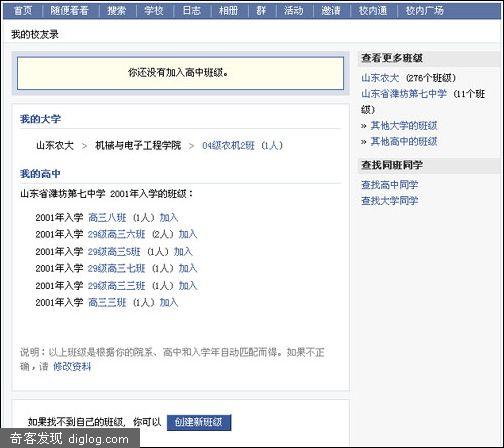 首页 | 随便看看 | 搜索 | 学校 | 日志 | 相册 | 群 | 活动 | 邀请 | 校内通 | 校内广场
我的校友录
你还没有加入高中班级。
我的大学
山东农大 > 机械与电子工程学院 > 04级农机2班 (1人)
我的高中
山东省潍坊第七中学 2001年入学的班级：
2001年入学 高三八班 (1人) 加入
2001年入学 29级高三六班 (2人) 加入
2001年入学 29级高三5班 (1人) 加入
2001年入学 29级高三七班 (1人) 加入
2001年入学 29级高三三班 (1人) 加入
2001年入学 高三三班 (1人) 加入
说明：以上班级是根据你的院系、高中和入学年自动匹配而得。如果不正
确，请 修改资料
如果找不到自己的班级，你可以 创建新班级
查看更多班级
山东农大 (276个班级)
山东省潍坊第七中学 (11个班
级)
» 其他大学的班级
» 其他高中的班级
查找同班同学
查找高中同学
查找大学同学
奇客发现 diglog.com